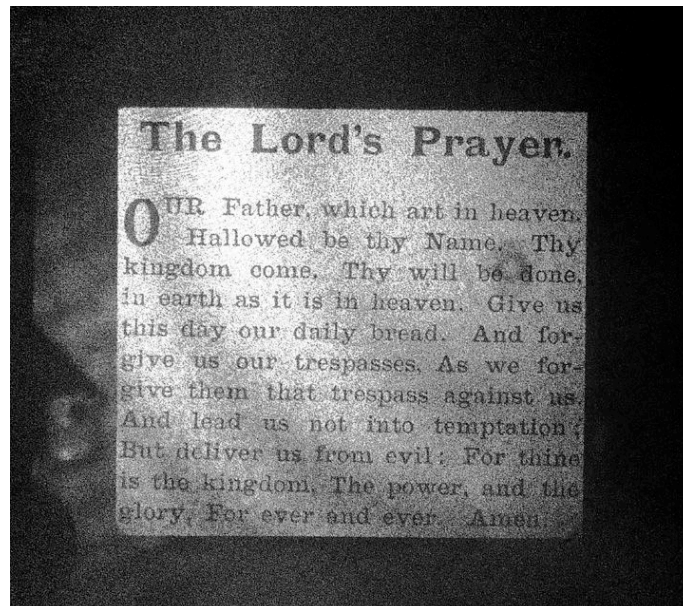 The Lord's Prayer.
OUR Father, which art in heaven.
Hallowed be thy Name. Thy
kingdom come. Thy will be done,
in earth as it is in heaven. Give us
this day our daily bread. And for-
give us our trespasses, As we for-
give them that trespass against us.
And lead us not into temptation;
But deliver us from evil: For thine
is the kingdom, The power, and the
glory, For ever and ever. Amen.